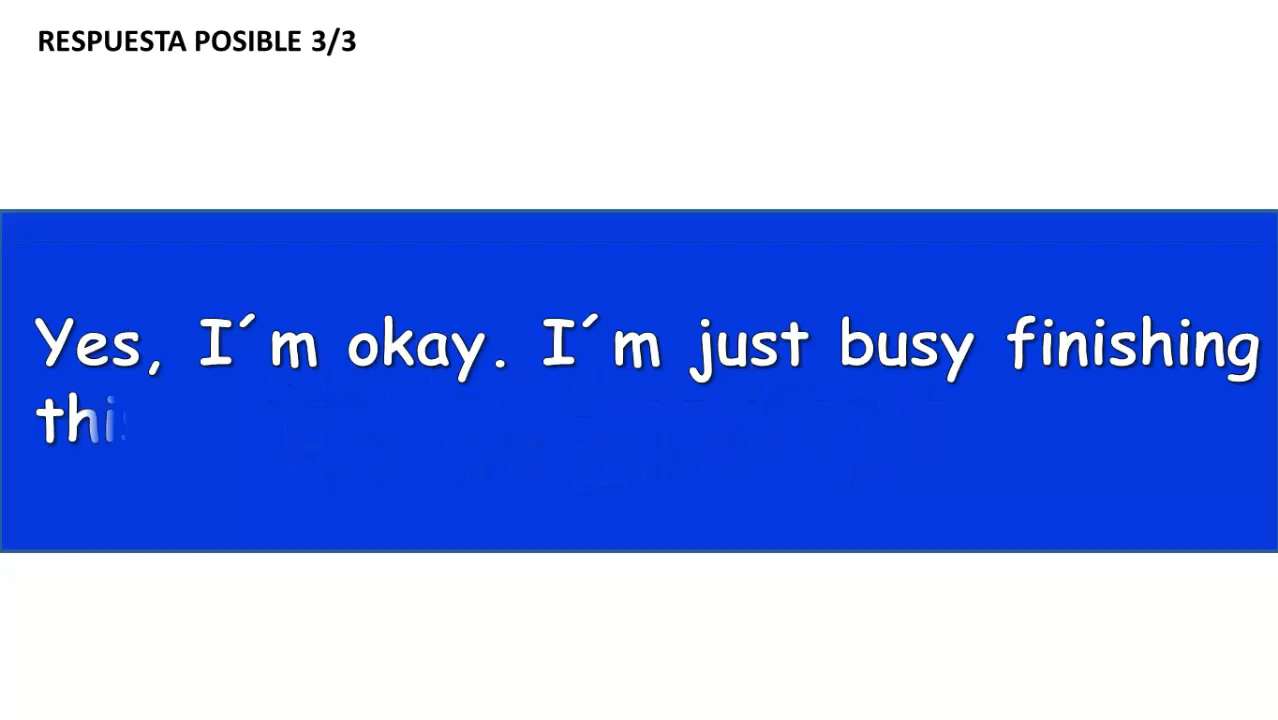 RESPUESTA POSIBLE 3/3
Yes, I´m okay. I´m just busy finishing
thi